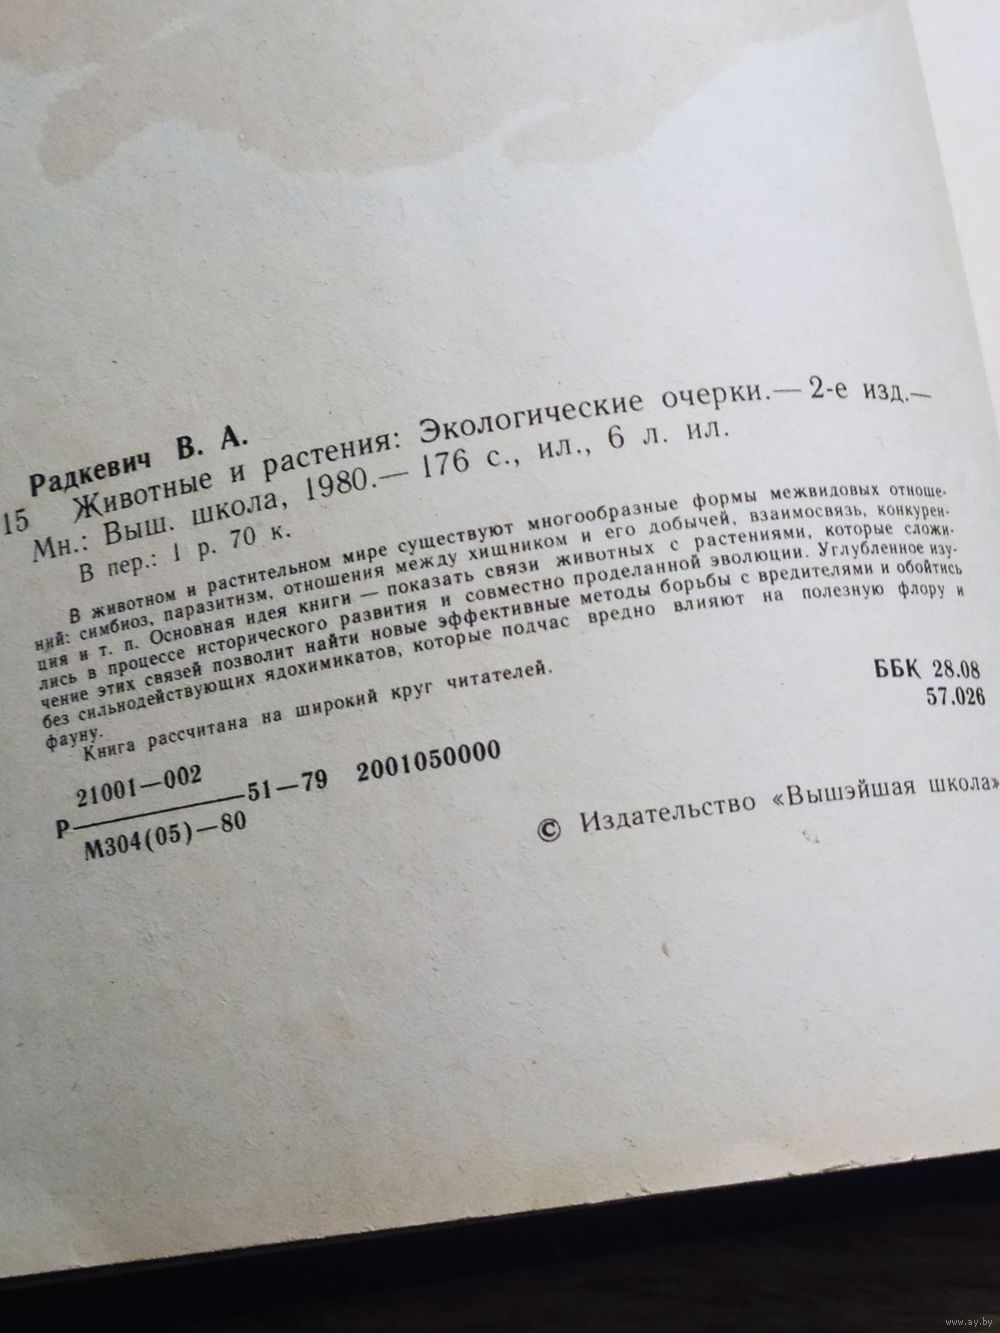 Радкевич В. А.
15 Животные и растения: Экологические очерки.— 2-е изд.—
Мн.: Выш. школа, 1980.— 176 с., ил., 6 л. ил.
В пер.: 1 р. 70 к.
В животном и растительном мире существуют многообразные формы межвидовых отноше-
ний: симбиоз, паразитизм, отношения между хищником и его добычей, взаимосвязь, конкурен-
ция и т. п. Основная идея книги — показать связи животных с растениями, которые сложи-
лись в процессе исторического развития и совместно проделанной эволюции. Углубленное изу-
чение этих связей позволит найти новые эффективные методы борьбы с вредителями и обойтись
без сильнодействующих ядохимикатов, которые подчас вредно влияют на полезную флору и
фауну.
Книга рассчитана на широкий круг читателей.
21001—002
Р————51—79 2001050000
М304(05)—80
ББК 28.08
57.026
© Издательство «Вышэйшая школа»
www.ay.by